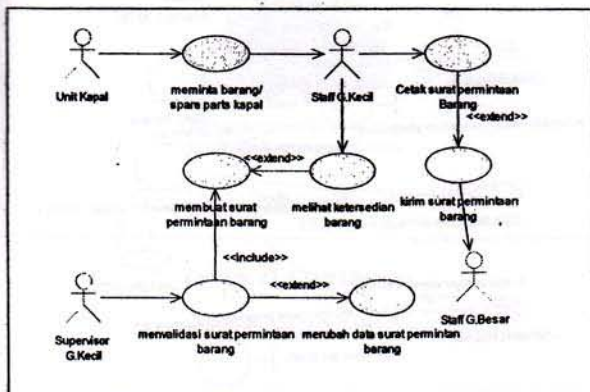 Unit Kapal
meminta barang/
spare parts kapal
Staff G.Kecil
Cetak surat permintaan
Barang
<<extend>>
<<extend>>
membuat surat
permintaan barang
melihat ketersedian
barang
kirim surat permintaan
barang
<<include>>
<<extend>>
Supervisor
G.Kecil
menvalidasi surat permintaan
barang
merubah data surat permintan
barang
Staff G.Besar